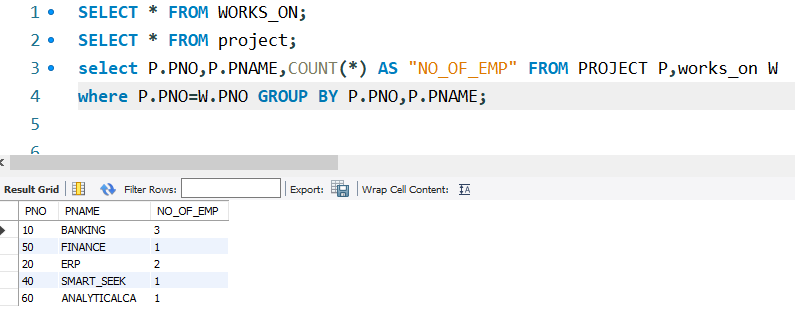 1 SELECT * FROM WORKS_ON;
2 SELECT * FROM project;
3 select P.PNO,P.PNAME,COUNT(*) AS "NO_OF_EMP" FROM PROJECT P,works_on W
4 where P.PNO=W.PNO GROUP BY P.PNO,P.PNAME;
5
6
Result Grid Filter Rows: Export: Wrap Cell Content: IA
PNO PNAME NO_OF_EMP
10 BANKING 3
50 FINANCE 1
20 ERP 2
40 SMART_SEEK 1
60 ANALYTICALCA 1